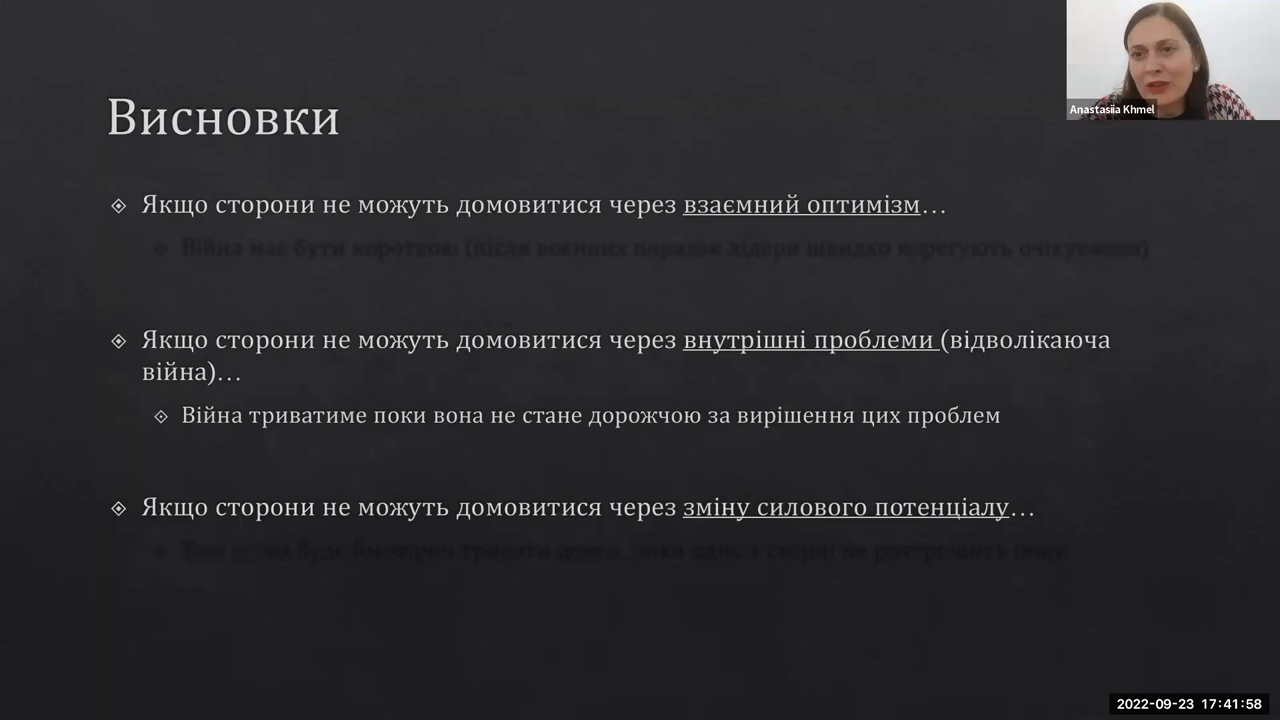 Anastasiia Khmel
Висновки
Якщо сторони не можуть домовитися через взаємний оптимізм…
Війна має бути короткою (після воєнних поразок лідери швидко корегують очікування)
Якщо сторони не можуть домовитися через внутрішні проблеми (відволікаюча
війна)…
Війна триватиме поки вона не стане дорожчою за вирішення цих проблем
Якщо сторони не можуть домовитися через зміну силового потенціалу…
2022-09-23 17:41:58